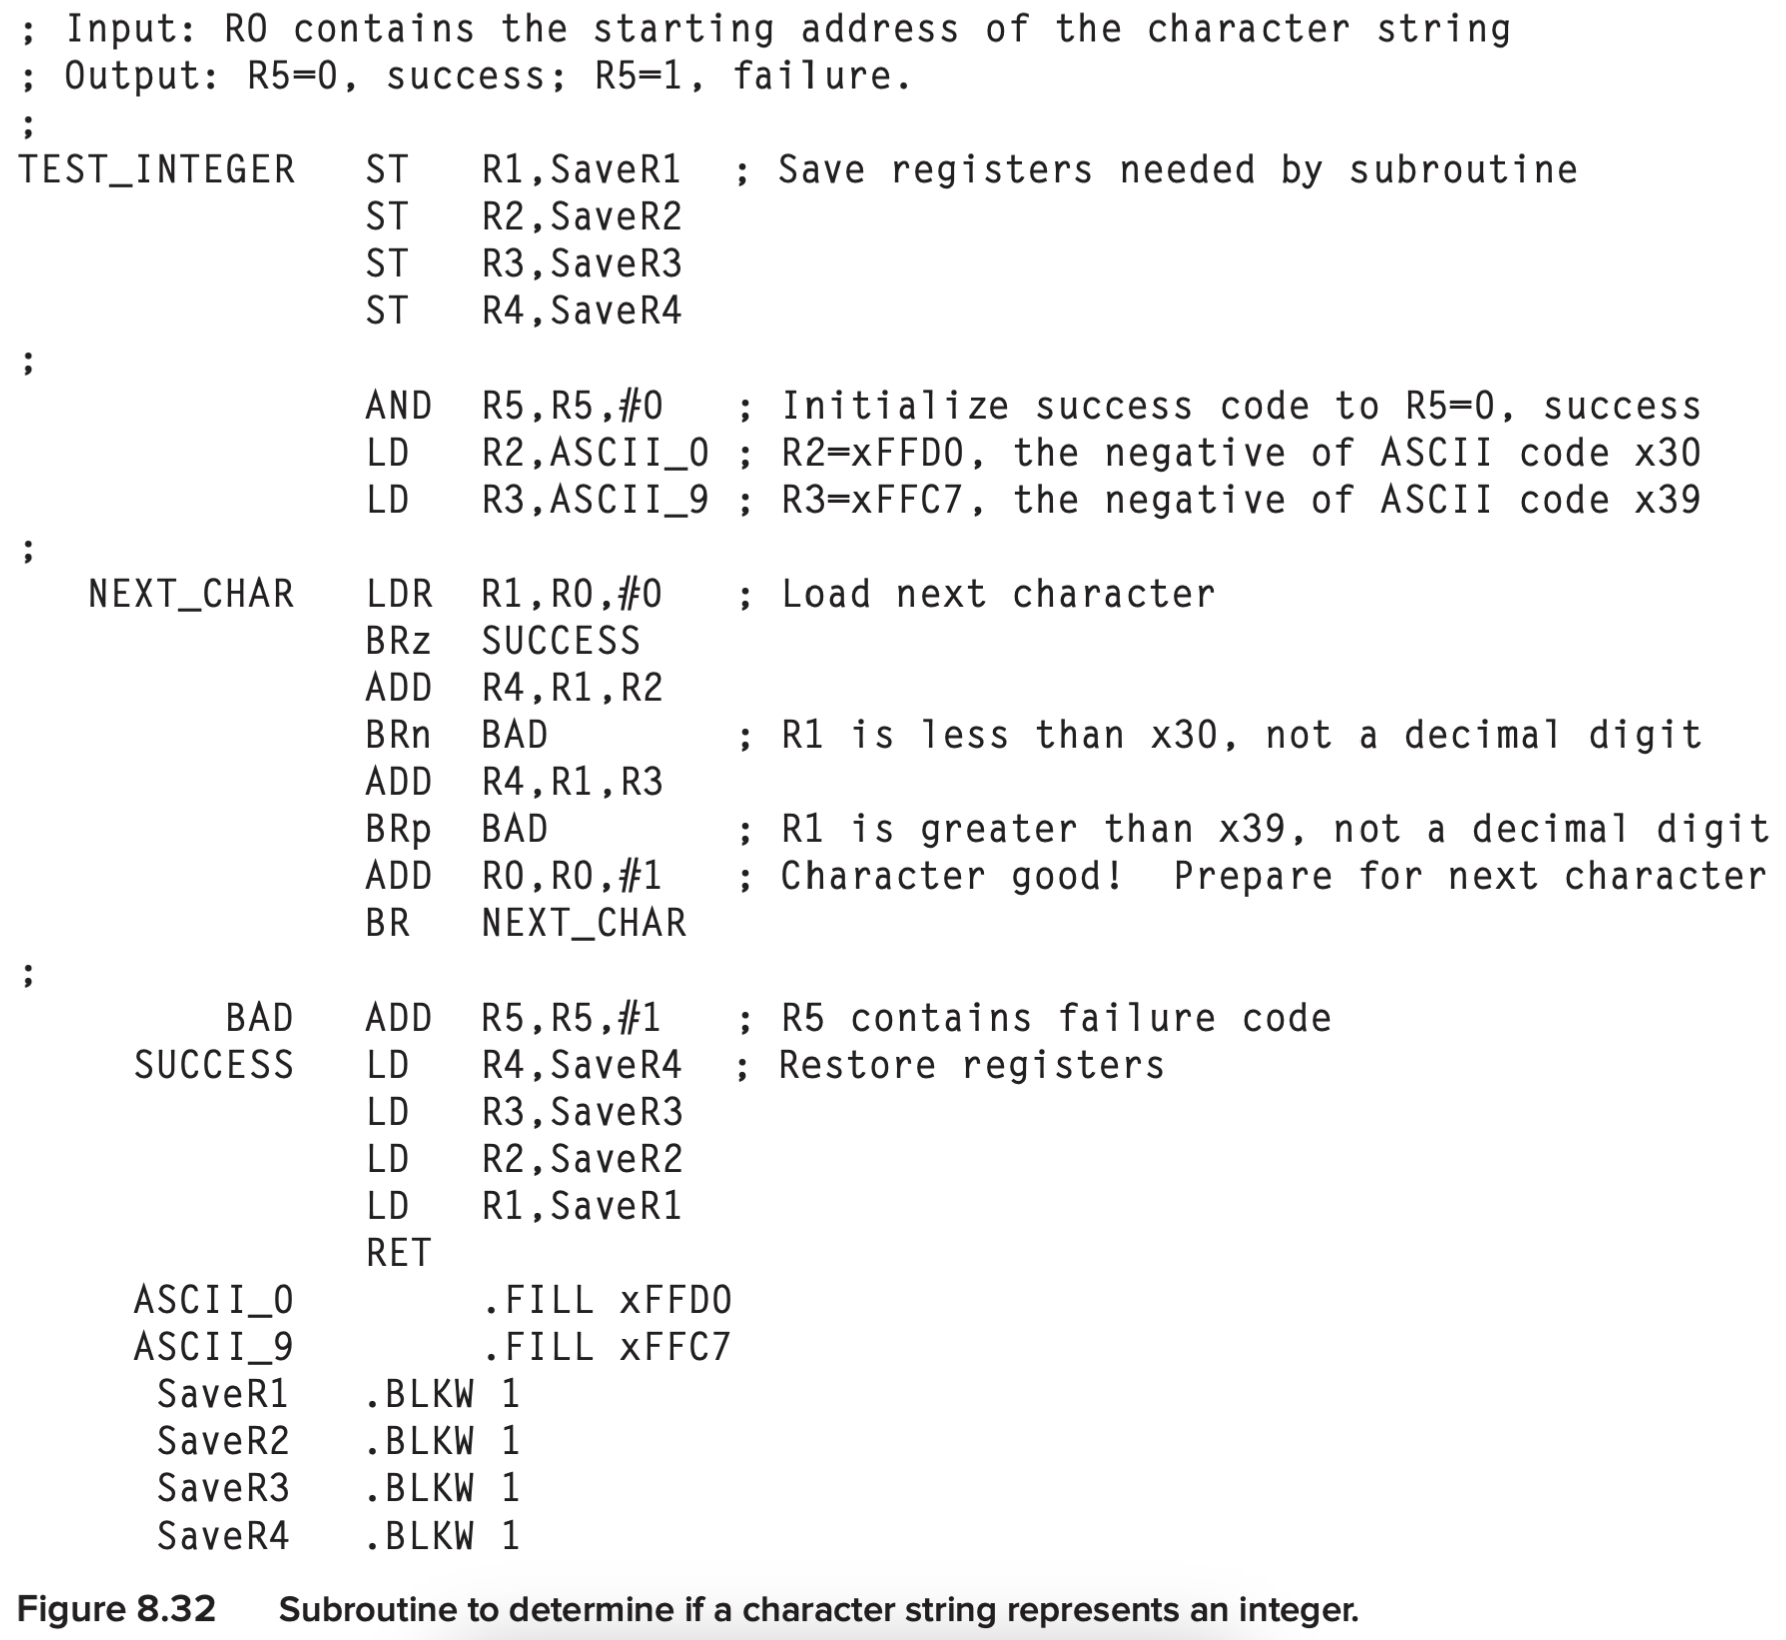 ; Input: R0 contains the starting address of the character string
; Output: R5=0, success; R5=1, failure.
;
TEST_INTEGER ST R1,SaveR1 ; Save registers needed by subroutine
ST R2,SaveR2
ST R3,SaveR3
ST R4,SaveR4
;
AND R5,R5,#0 ; Initialize success code to R5=0, success
LD R2,ASCII_0 ; R2=xFFD0, the negative of ASCII code x30
LD R3,ASCII_9 ; R3=xFFC7, the negative of ASCII code x39
;
NEXT_CHAR LDR R1,R0,#0 ; Load next character
BRz SUCCESS
ADD R4,R1,R2
BRn BAD ; R1 is less than x30, not a decimal digit
ADD R4,R1,R3
BRp BAD ; R1 is greater than x39, not a decimal digit
ADD R0,R0,#1 ; Character good! Prepare for next character
BR NEXT_CHAR
;
BAD ADD R5,R5,#1 ; R5 contains failure code
SUCCESS LD R4,SaveR4 ; Restore registers
LD R3,SaveR3
LD R2,SaveR2
LD R1,SaveR1
RET
ASCII_0 .FILL xFFD0
ASCII_9 .FILL xFFC7
SaveR1 .BLKW 1
SaveR2 .BLKW 1
SaveR3 .BLKW 1
SaveR4 .BLKW 1
Figure 8.32 Subroutine to determine if a character string represents an integer.